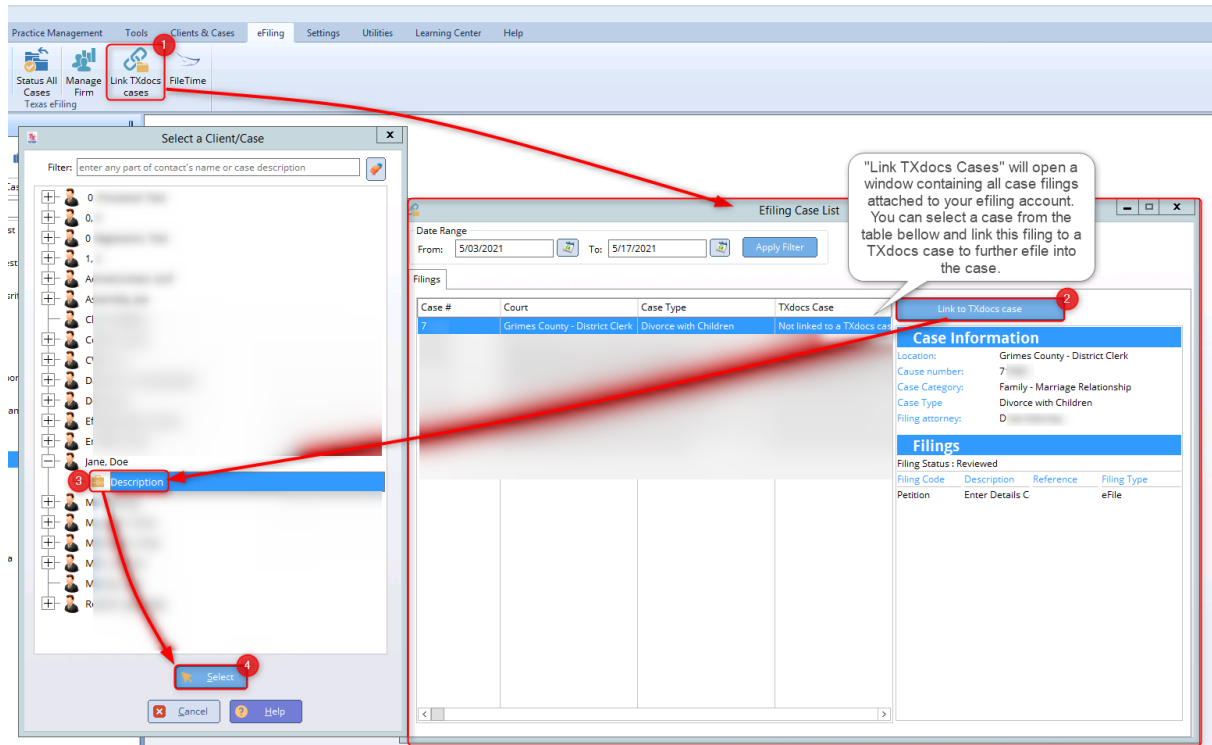 Practice Management Tools Clients & Cases eFiling Settings Utilities Learning Center Help
1
Status All Cases
Manage Firm
Link TXdocs cases
FileTime
Texas eFiling
Select a Client/Case
x
Filter: enter any part of contact's name or case description
0
0,
0
1,
Jane, Doe
3
Description
4
Select
Cancel
Help
"Link TXdocs Cases" will open a
window containing all case filings
attached to your efiling account.
You can select a case from the
table bellow and link this filing to a
TXdocs case to further efile into
the case.
Efiling Case List
x
Date Range
From: 5/03/2021 To: 5/17/2021 Apply Filter
Filings
Case # Court Case Type TXdocs Case
7 Grimes County - District Clerk Divorce with Children Not linked to a TXdocs cas
2
Link to TXdocs case
Case Information
Location: Grimes County - District Clerk
Cause number: 7
Case Category: Family - Marriage Relationship
Case Type Divorce with Children
Filing attorney: D
Filings
Filing Status : Reviewed
Filing Code Description Reference Filing Type
Petition Enter Details C eFile